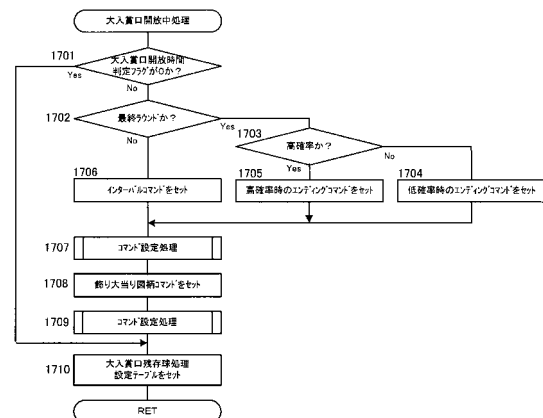 大入賞口開放中処理
1701
大入賞口開放時間
判定フラグが0か？
Yes
No
1702
最終ラウンドか？
Yes
No
1703
高確率か？
No
Yes
1706
インターバルコマンドをセット
1705
高確率時のエンディングコマンドをセット
1704
低確率時のエンディングコマンドをセット
1707
コマンド設定処理
1708
飾り大当り図柄コマンドをセット
1709
コマンド設定処理
1710
大入賞口残存球処理
設定テーブルをセット
RET